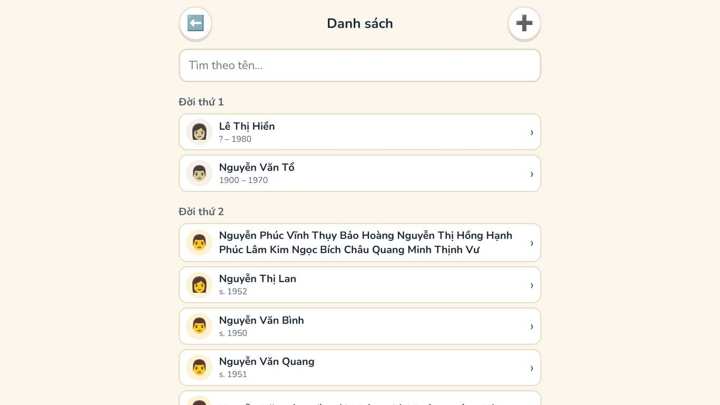 Danh sách
Tìm theo tên...
Đời thứ 1
Lê Thị Hiền
? – 1980
Nguyễn Văn Tổ
1900 – 1970
Đời thứ 2
Nguyễn Phúc Vĩnh Thụy Bảo Hoàng Nguyễn Thị Hồng Hạnh
Phúc Lâm Kim Ngọc Bích Châu Quang Minh Thịnh Vư
Nguyễn Thị Lan
s. 1952
Nguyễn Văn Bình
s. 1950
Nguyễn Văn Quang
s. 1951